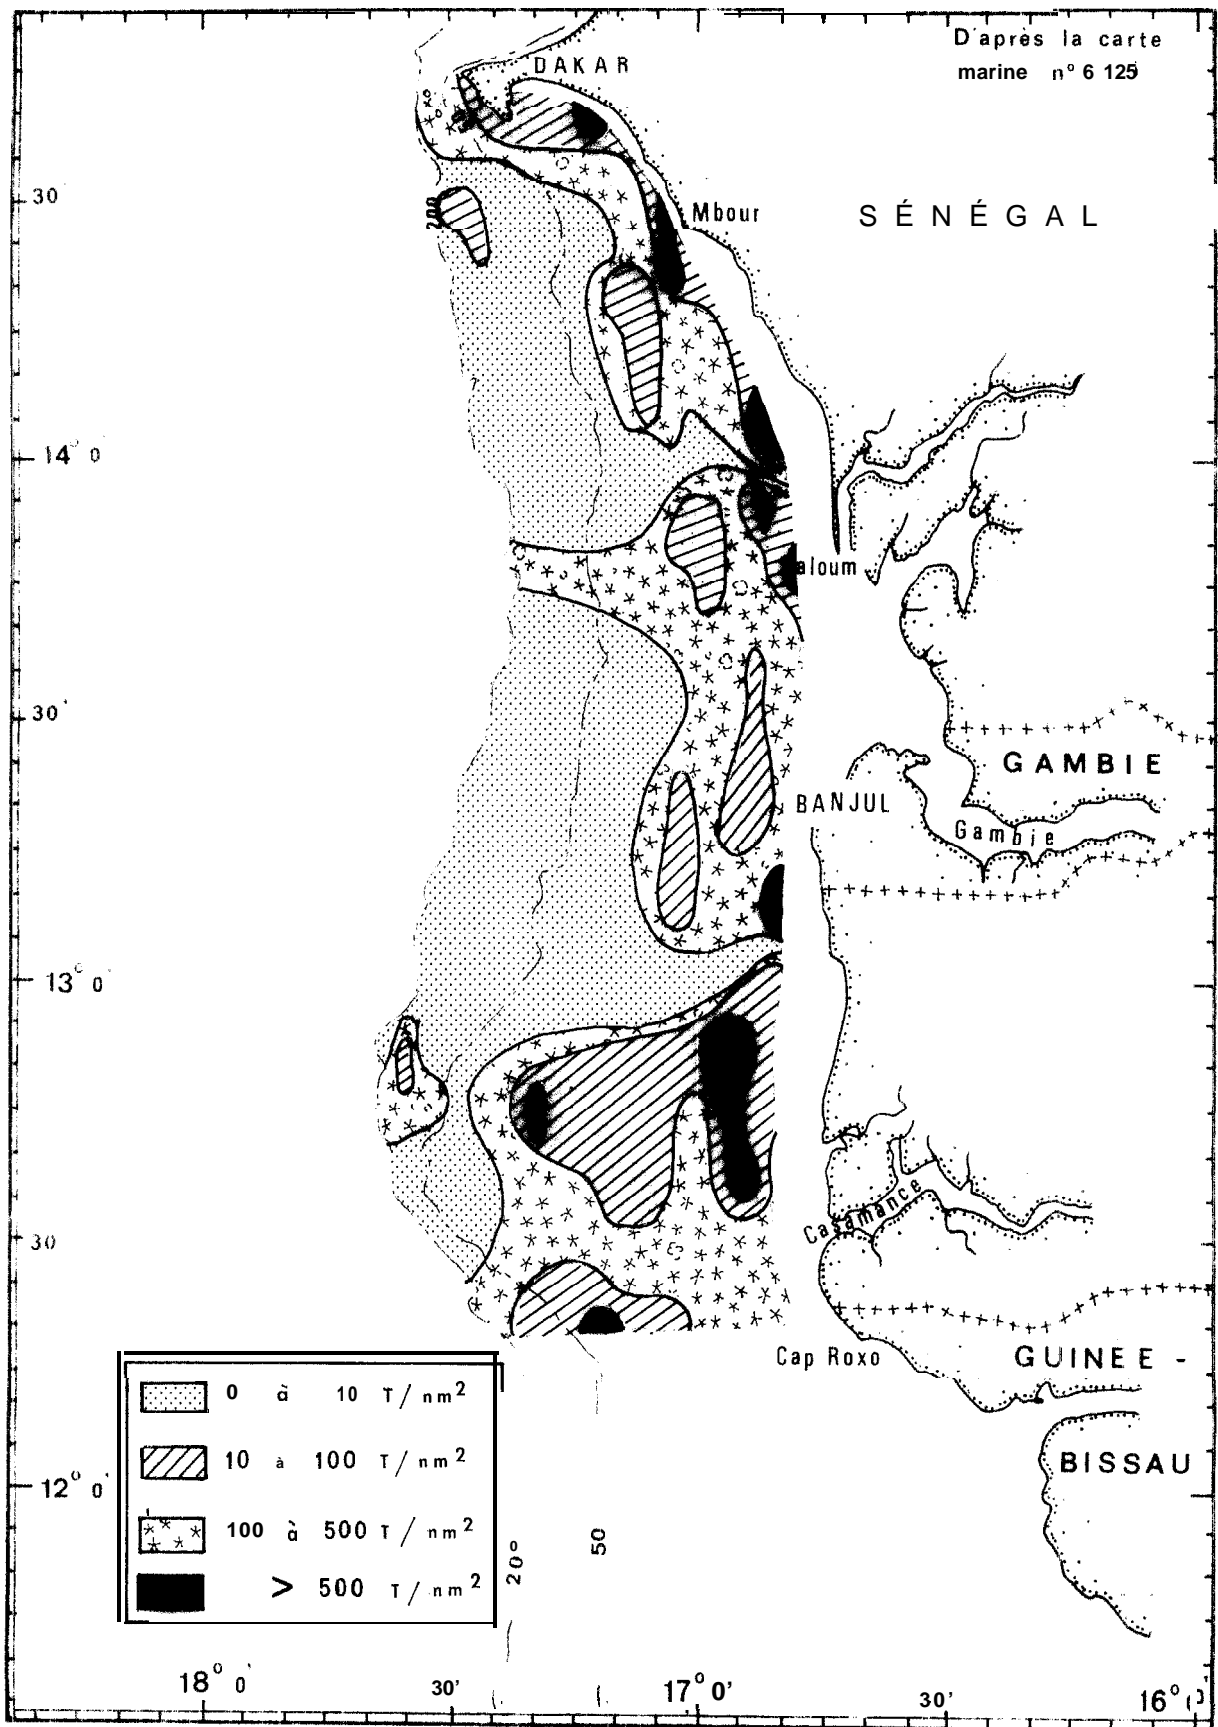 D'après la carte
marine n° 6 125
DAKAR
30
Mbour
SÉNÉGAL
200
14° 0
aloum
30'
GAMBIE
BANJUL
Gambie
13° 0
Casamance
30
Cap Roxo
GUINEE -
BISSAU
0 à 10 T/nm²
10 à 100 T/nm²
100 à 500 T/nm²
> 500 T/nm²
12° 0'
20°
50
18° 0'
30'
17° 0'
30'
16° 0'